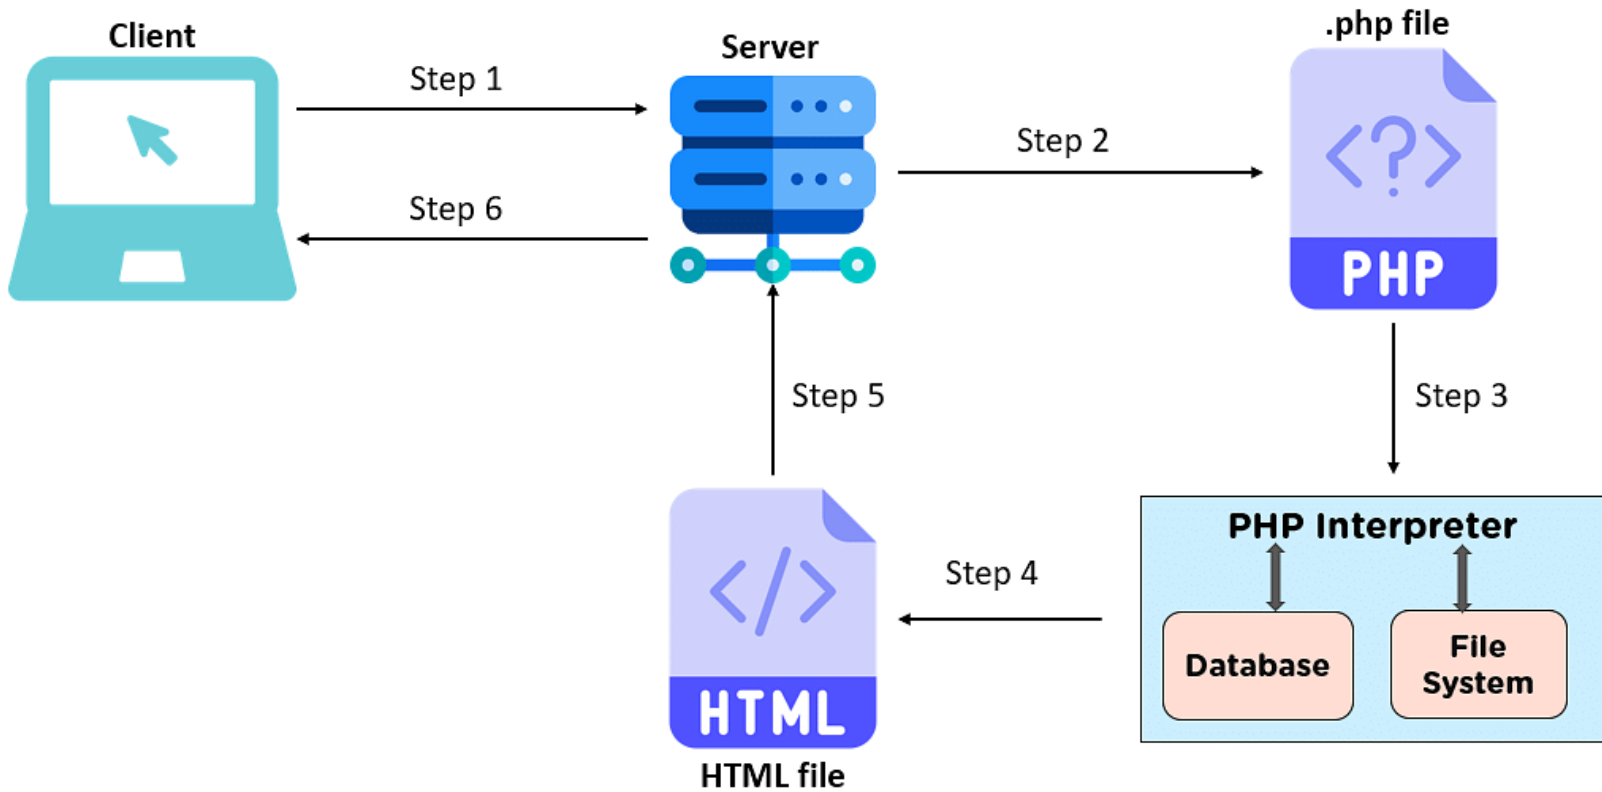 Client
Server
.php file
Step 1
Step 2
Step 6
PHP
Step 5
Step 3
PHP Interpreter
Step 4
Database
File
System
HTML
HTML file